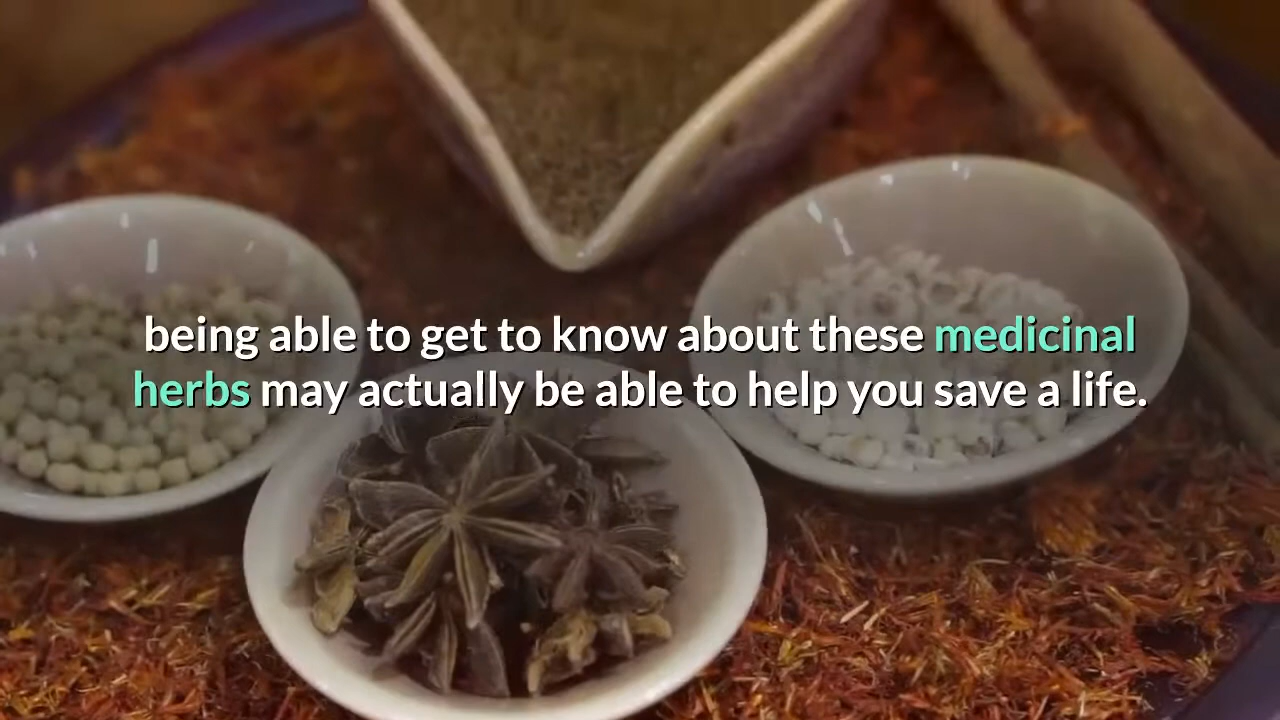 being able to get to know about these medicinal
herbs may actually be able to help you save a life.